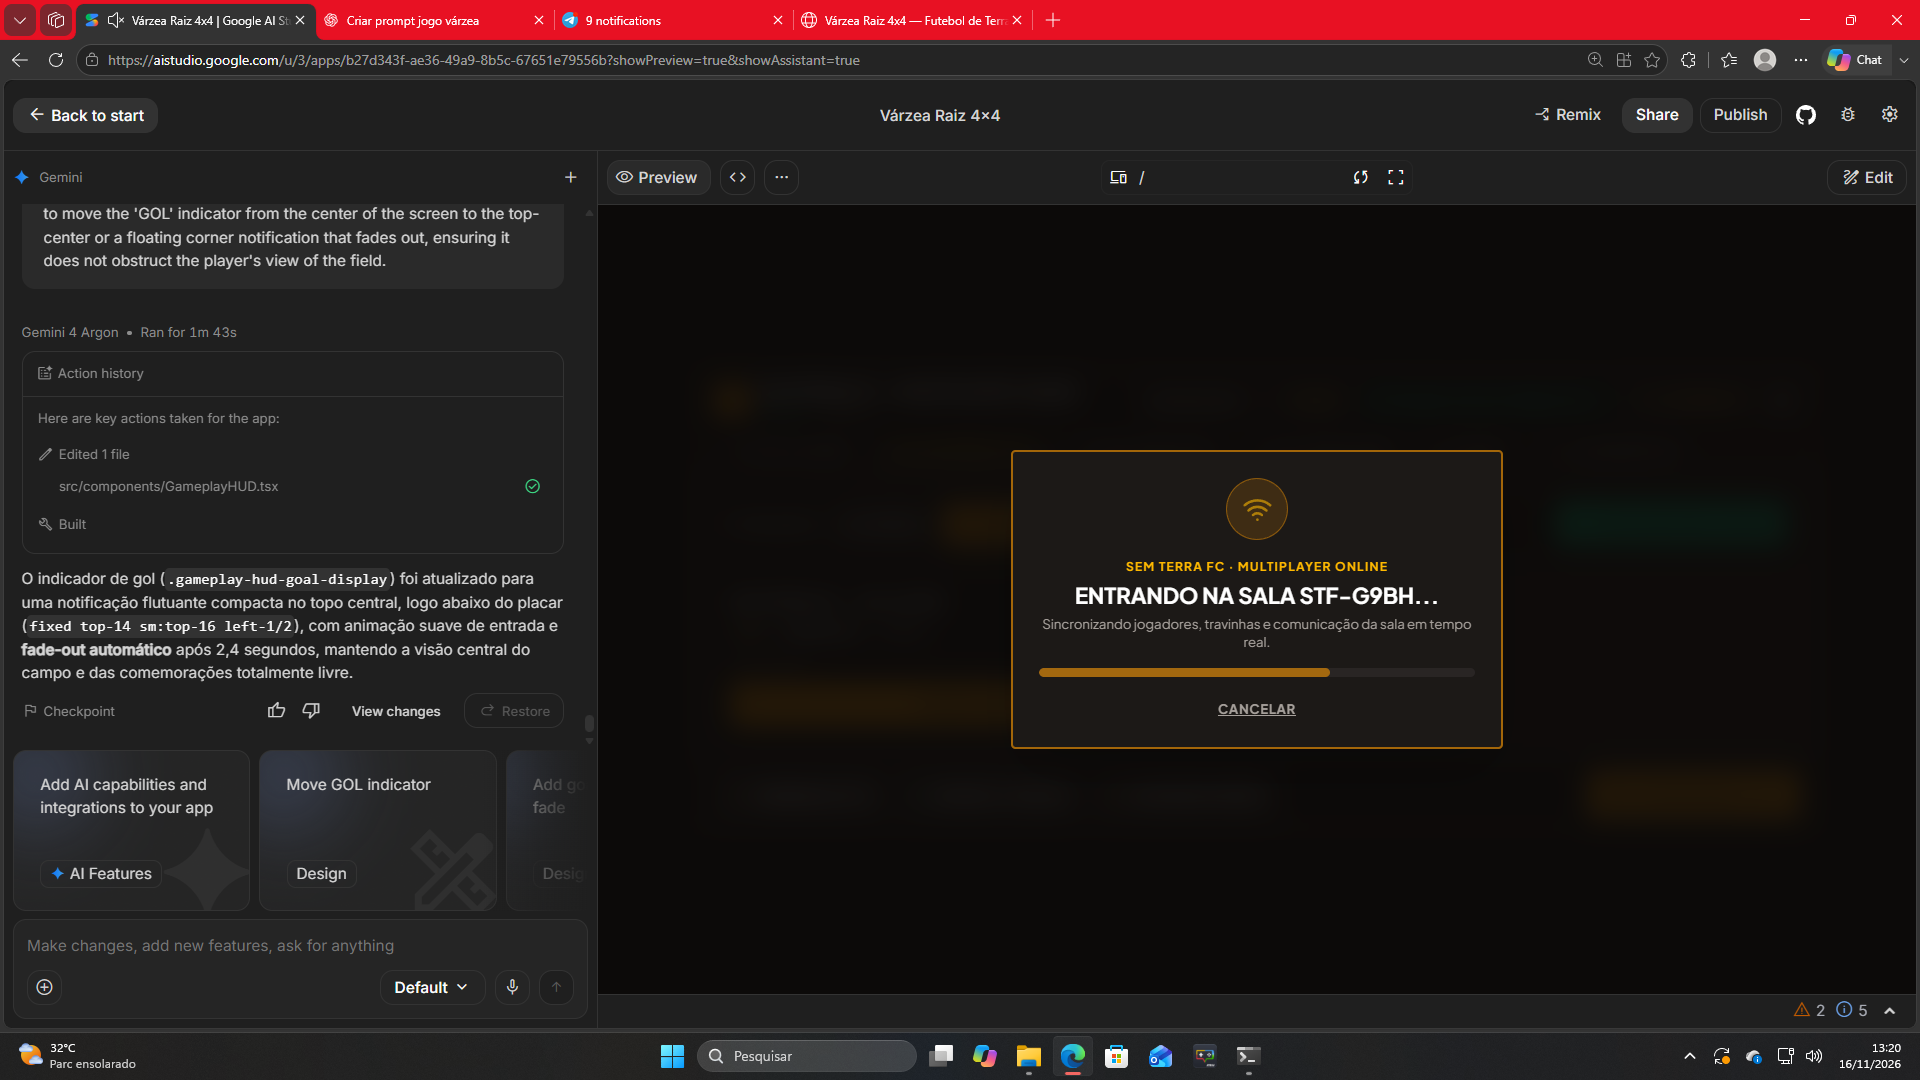 Várzea Raiz 4x4 | Google AI St
Criar prompt jogo várzea
9 notifications
Várzea Raiz 4x4 — Futebol de Terr
https://aistudio.google.com/u/3/apps/b27d343f-ae36-49a9-8b5c-67651e79556b?showPreview=true&showAssistant=true
Chat
Back to start
Várzea Raiz 4×4
Remix
Share
Publish
Gemini
Preview
/
Edit
to move the 'GOL' indicator from the center of the screen to the top-
center or a floating corner notification that fades out, ensuring it
does not obstruct the player's view of the field.
Gemini 4 Argon • Ran for 1m 43s
Action history
Here are key actions taken for the app:
Edited 1 file
src/components/GameplayHUD.tsx
Built
O indicador de gol (.gameplay-hud-goal-display) foi atualizado para
uma notificação flutuante compacta no topo central, logo abaixo do placar
(fixed top-14 sm:top-16 left-1/2), com animação suave de entrada e
fade-out automático após 2,4 segundos, mantendo a visão central do
campo e das comemorações totalmente livre.
Checkpoint
View changes
Restore
Add AI capabilities and
integrations to your app
AI Features
Move GOL indicator
Design
Add go
fade
Desig
Make changes, add new features, ask for anything
Default
SEM TERRA FC · MULTIPLAYER ONLINE
ENTRANDO NA SALA STF-G9BH...
Sincronizando jogadores, travinhas e comunicação da sala em tempo
real.
CANCELAR
2
5
32°C
Parc ensolarado
Pesquisar
13:20
16/11/2026